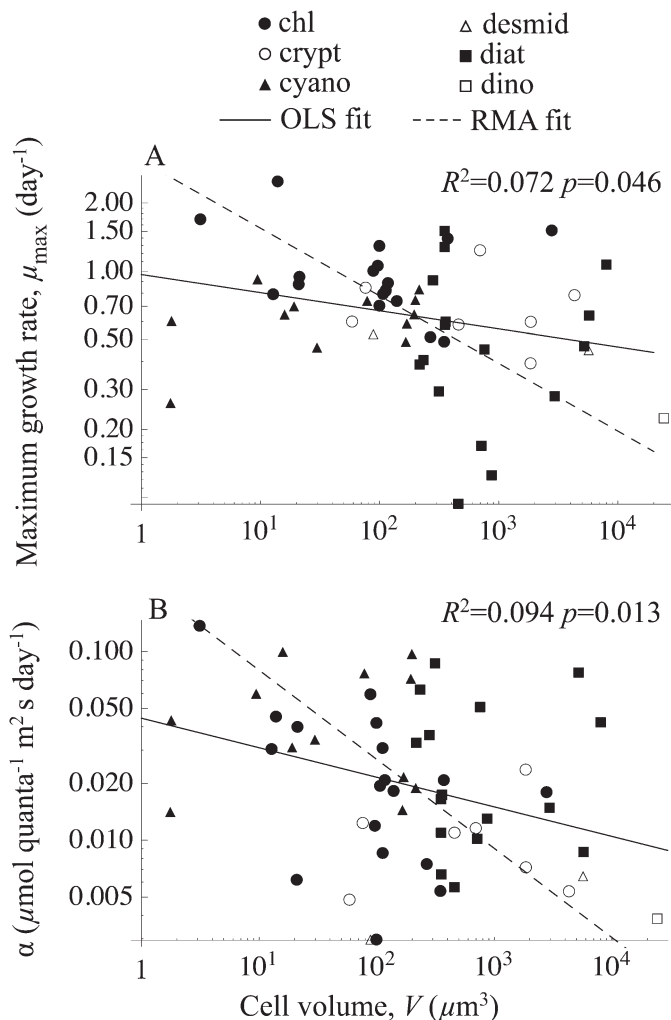 chl desmid
crypt diat
cyano dino
OLS fit RMA fit
A
R²=0.072 p=0.046
Maximum growth rate, μmax (day⁻¹)
2.00
1.50
1.00
0.70
0.50
0.30
0.20
0.15
1 10¹ 10² 10³ 10⁴
B
R²=0.094 p=0.013
α (μmol quanta⁻¹ m² s day⁻¹)
0.100
0.050
0.020
0.010
0.005
1 10¹ 10² 10³ 10⁴
Cell volume, V (μm³)